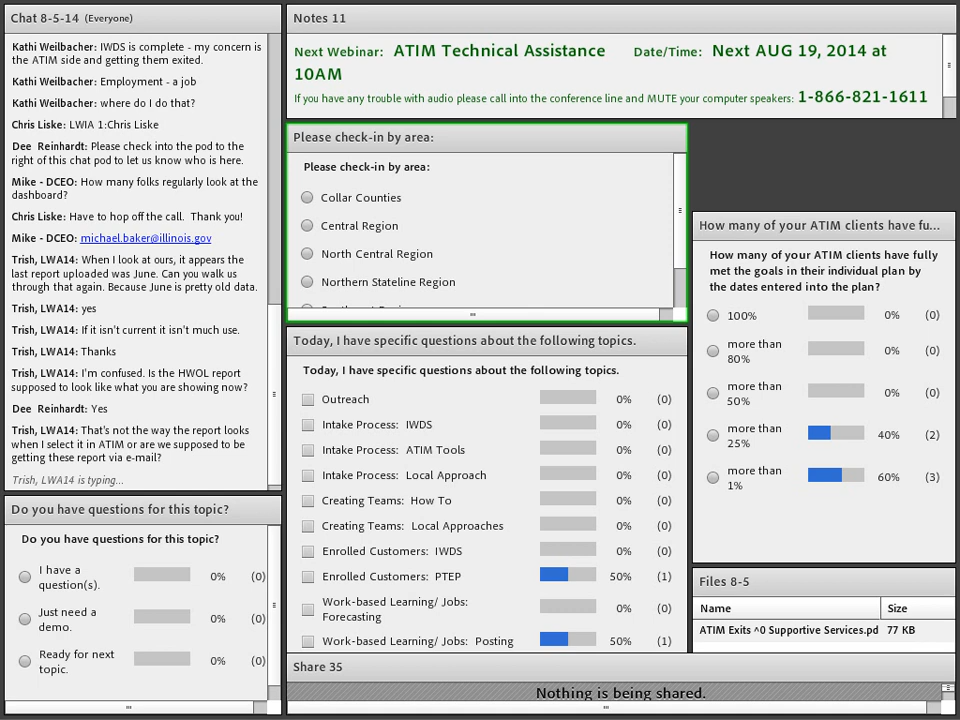 Chat 8-5-14 (Everyone)
Kathi Weilbacher: IWDS is complete - my concern is
the ATIM side and getting them exited.
Kathi Weilbacher: Employment - a job
Kathi Weilbacher: where do I do that?
Chris Liske: LWIA 1:Chris Liske
Dee Reinhardt: Please check into the pod to the
right of this chat pod to let us know who is here.
Mike - DCEO: How many folks regularly look at the
dashboard?
Chris Liske: Have to hop off the call. Thank you!
Mike - DCEO: michael.baker@illinois.gov
Trish, LWA14: When I look at ours, it appears the
last report uploaded was June. Can you walk us
through that again. Because June is pretty old data.
Trish, LWA14: yes
Trish, LWA14: If it isn't current it isn't much use.
Trish, LWA14: Thanks
Trish, LWA14: I'm confused. Is the HWOL report
supposed to look like what you are showing now?
Dee Reinhardt: Yes
Trish, LWA14: That's not the way the report looks
when I select it in ATIM or are we supposed to be
getting these report via e-mail?
Trish, LWA14 is typing...
Do you have questions for this topic?
Do you have questions for this topic?
I have a
question(s). 0% (0)
Just need a
demo. 0% (0)
Ready for next
topic. 0% (0)
Notes 11
Next Webinar: ATIM Technical Assistance Date/Time: Next AUG 19, 2014 at
10AM
If you have any trouble with audio please call into the conference line and MUTE your computer speakers: 1-866-821-1611
Please check-in by area:
Please check-in by area:
Collar Counties
Central Region
North Central Region
Northern Stateline Region
Today, I have specific questions about the following topics.
Today, I have specific questions about the following topics.
Outreach 0% (0)
Intake Process: IWDS 0% (0)
Intake Process: ATIM Tools 0% (0)
Intake Process: Local Approach 0% (0)
Creating Teams: How To 0% (0)
Creating Teams: Local Approaches 0% (0)
Enrolled Customers: IWDS 0% (0)
Enrolled Customers: PTEP 50% (1)
Work-based Learning/ Jobs:
Forecasting 0% (0)
Work-based Learning/ Jobs: Posting 50% (1)
How many of your ATIM clients have fu...
How many of your ATIM clients have fully
met the goals in their individual plan by
the dates entered into the plan?
100% 0% (0)
more than
80% 0% (0)
more than
50% 0% (0)
more than
25% 40% (2)
more than
1% 60% (3)
Files 8-5
Name Size
ATIM Exits ^0 Supportive Services.pd 77 KB
Share 35
Nothing is being shared.